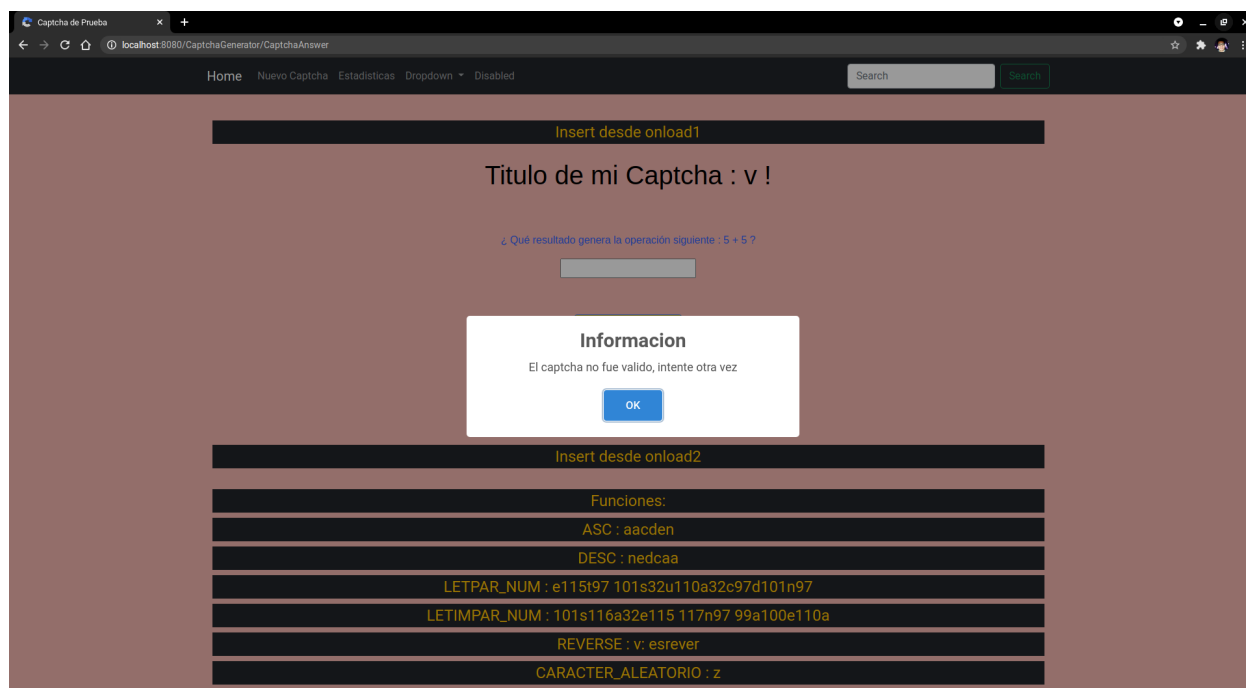 Captcha de Prueba
localhost:8080/CaptchaGenerator/CaptchaAnswer
Home Nuevo Captcha Estadisticas Dropdown Disabled Search Search
Insert desde onload1
Titulo de mi Captcha : v !
¿ Qué resultado genera la operación siguiente : 5 + 5 ?
Informacion
El captcha no fue valido, intente otra vez
OK
Insert desde onload2
Funciones:
ASC : aacden
DESC : nedcaa
LETPAR_NUM : e115t97 101s32u110a32c97d101n97
LETIMPAR_NUM : 101s116a32e115 117n97 99a100e110a
REVERSE : v: esrever
CARACTER_ALEATORIO : z